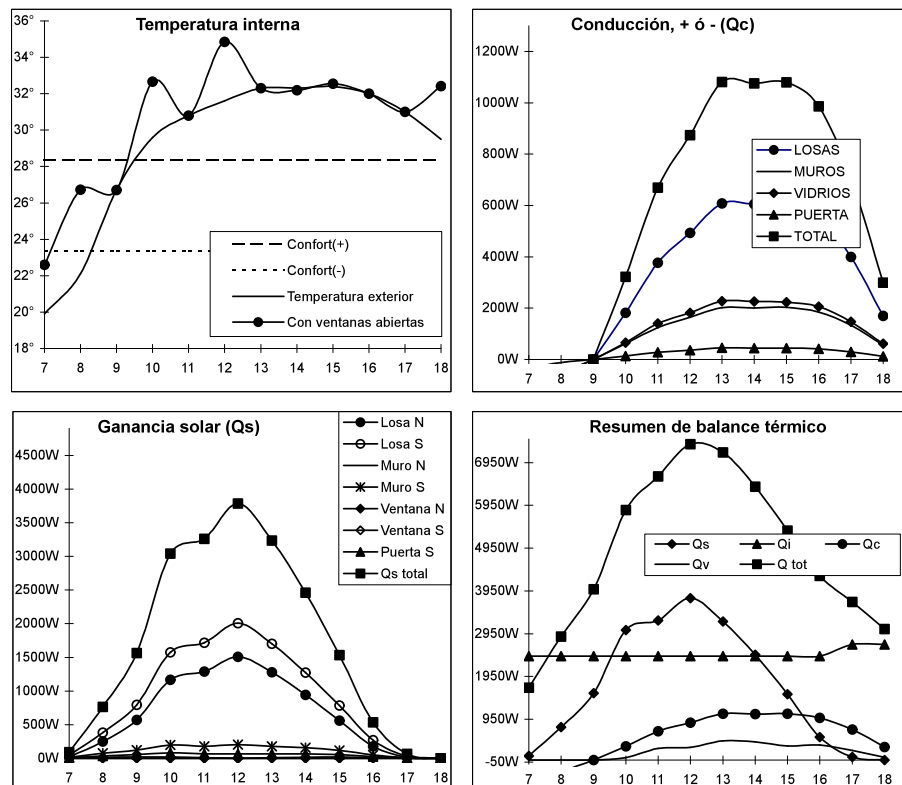 Temperatura interna
36°
34°
32°
30°
28°
26°
24°
22°
20°
18°
Confort(+)
Confort(-)
Temperatura exterior
Con ventanas abiertas
7 8 9 10 11 12 13 14 15 16 17 18
Conducción, + ó - (Qc)
1200W
1000W
800W
600W
400W
200W
0W
LOSAS
MUROS
VIDRIOS
PUERTA
TOTAL
7 8 9 10 11 12 13 14 15 16 17 18
Ganancia solar (Qs)
4500W
4000W
3500W
3000W
2500W
2000W
1500W
1000W
500W
0W
Losa N
Losa S
Muro N
Muro S
Ventana N
Ventana S
Puerta S
Qs total
7 8 9 10 11 12 13 14 15 16 17 18
Resumen de balance térmico
6950W
5950W
4950W
3950W
2950W
1950W
950W
-50W
Qs Qi Qc
Qv Q tot
7 8 9 10 11 12 13 14 15 16 17 18